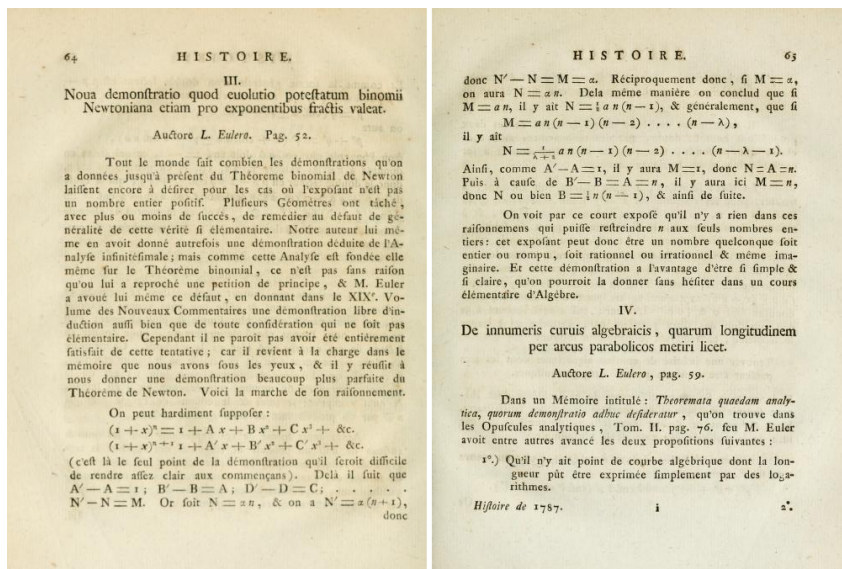 64 HISTOIRE.
III.
Noua demonſtratio quod euolutio poteſtatum binomii
Newtoniana etiam pro exponentibus fractis valeat.
Auctore L. Eulero. Pag. 52.
Tout le monde ſait combien les démonſtrations qu'on
a données jusqu'à préſent du Théoreme binomial de Newton
laiſſent encore à déſirer pour les cas où l'expoſant n'eſt pas
un nombre entier poſitif. Pluſieurs Géometres ont tâché,
avec plus ou moins de ſuccés, de remédier au défaut de gé-
néralité de cette vérité ſi élementaire. Notre auteur lui mê-
me en avoit donné autrefois une démonſtration déduite de l'A-
nalyſe infinitéſimale; mais comme cette Analyſe eſt fondée elle
même ſur le Théoréme binomial, ce n'eſt pas ſans raiſon
qu'ou lui a reproché une petition de principe, & M. Euler
a avoué lui méme ce défaut, en donnant dans le XIXᵉ. Vo-
lume des Nouveaux Commentaires une démonſtration libre d'in-
duction auſſi bien que de toute conſidération qui ne ſoit pas
élémentaire. Cependant il ne paroit pas avoir été entiérement
ſatisfait de cette tentative; car il revient à la charge dans le
mémoire que nous avons ſous les yeux, & il y réuſſit à
nous donner une démonſtration beaucoup plus parfaite du
Théoréme de Newton. Voici la marche de ſon raiſonnement.
On peut hardiment ſuppoſer:
(1 + x)ⁿ = 1 + A x + B x² + C x³ + &c.
(1 + x)ⁿ⁺¹ 1 + A′ x + B′ x² + C′ x³ + &c.
(c'eſt là le ſeul point de la démonſtration qu'il ſeroit difficile
de rendre aſſez clair aux commençans). Delà il ſuit que
A′ — A = 1; B′ — B = A; D′ — D = C; . . . . .
N′ — N = M. Or ſoit N = α n, & on a N′ = α (n + 1),
donc
HISTOIRE. 65
donc N′ — N = M = α. Réciproquement donc, ſi M = α,
on aura N = α n. Dela méme maniére on conclud que ſi
M = α n, il y ait N = ½ α n (n — 1), & généralement, que ſi
M = α n (n — 1) (n — 2) . . . . (n — λ),
il y ait
N = 1/(λ + 2) α n (n — 1) (n — 2) . . . . (n — λ — 1).
Ainſi, comme A′ — A = 1, il y aura M = 1, donc N = A = n.
Puis à cauſe de B′ — B = A = n, il y aura ici M = n,
donc N ou bien B = ½ n (n — 1), & ainſi de ſuite.
On voit par ce court expoſé qu'il n'y a rien dans ces
raiſonnemens qui puiſſe reſtreindre n aux ſeuls nombres en-
tiers: cet expoſant peut donc être un nombre quelconque ſoit
entier ou rompu, ſoit rationnel ou irrationnel & méme ima-
ginaire. Et cette démonſtration a l'avantage d'étre ſi ſimple &
ſi claire, qu'on pourroit la donner ſans héſiter dans un cours
élémentaire d'Algébre.
IV.
De innumeris curuis algebraicis, quarum longitudinem
per arcus parabolicos metiri licet.
Auctore L. Eulero, pag. 59.
Dans un Mémoire intitulé: Theoremata quaedam analy-
tica, quorum demonſtratio adhuc deſideratur, qu'on trouve dans
les Opuſcules analytiques, Tom. II. pag. 76. feu M. Euler
avoit entre autres avancé les deux propoſitions ſuivantes:
1°.) Qu'il n'y ait point de courbe algébrique dont la lon-
gueur pût être exprimée ſimplement par des loga-
rithmes.
Hiſtoire de 1787. i 2°.